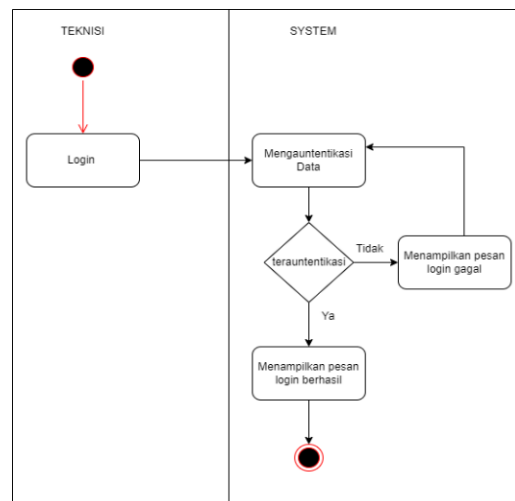 TEKNISI
SYSTEM
Login
Mengauntentikasi
Data
terauntentikasi
Tidak
Menampilkan pesan
login gagal
Ya
Menampilkan pesan
login berhasil